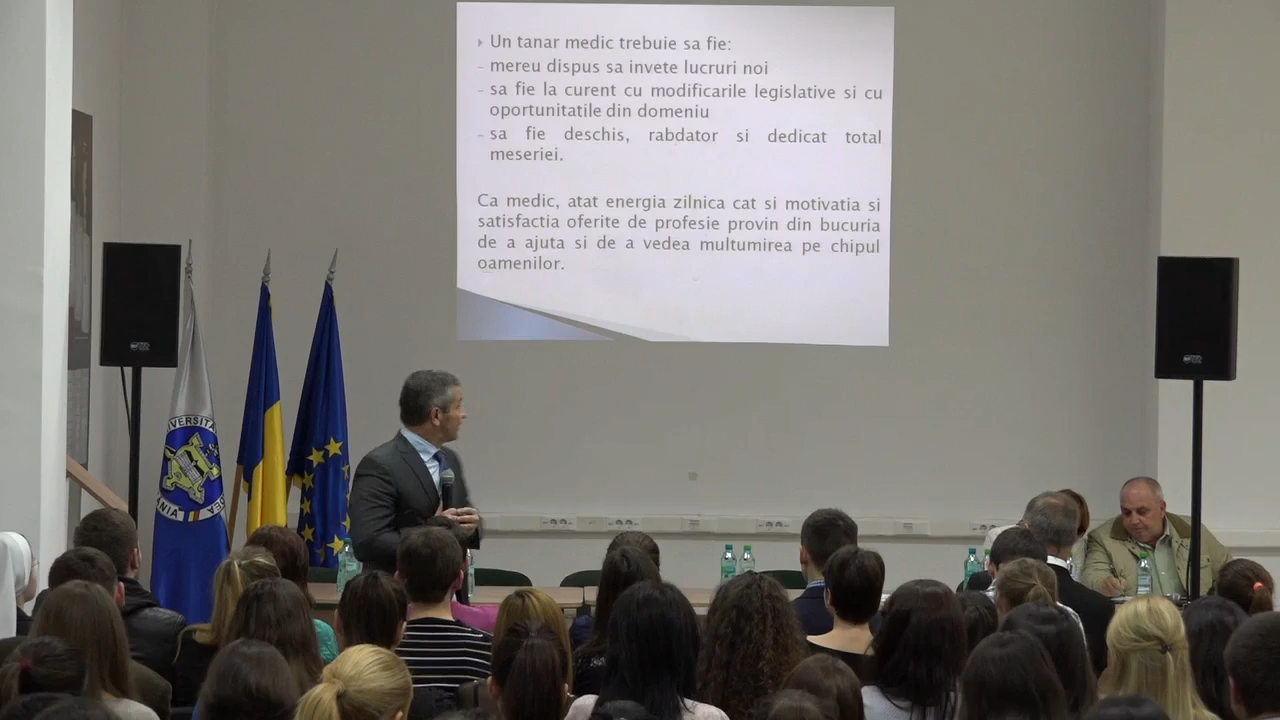 Un tanar medic trebuie sa fie:
- mereu dispus sa invete lucruri noi
- sa fie la curent cu modificarile legislative si cu
oportunitatile din domeniu
- sa fie deschis, rabdator si dedicat total
meseriei.
Ca medic, atat energia zilnica cat si motivatia si
satisfactia oferite de profesie provin din bucuria
de a ajuta si de a vedea multumirea pe chipul
oamenilor.